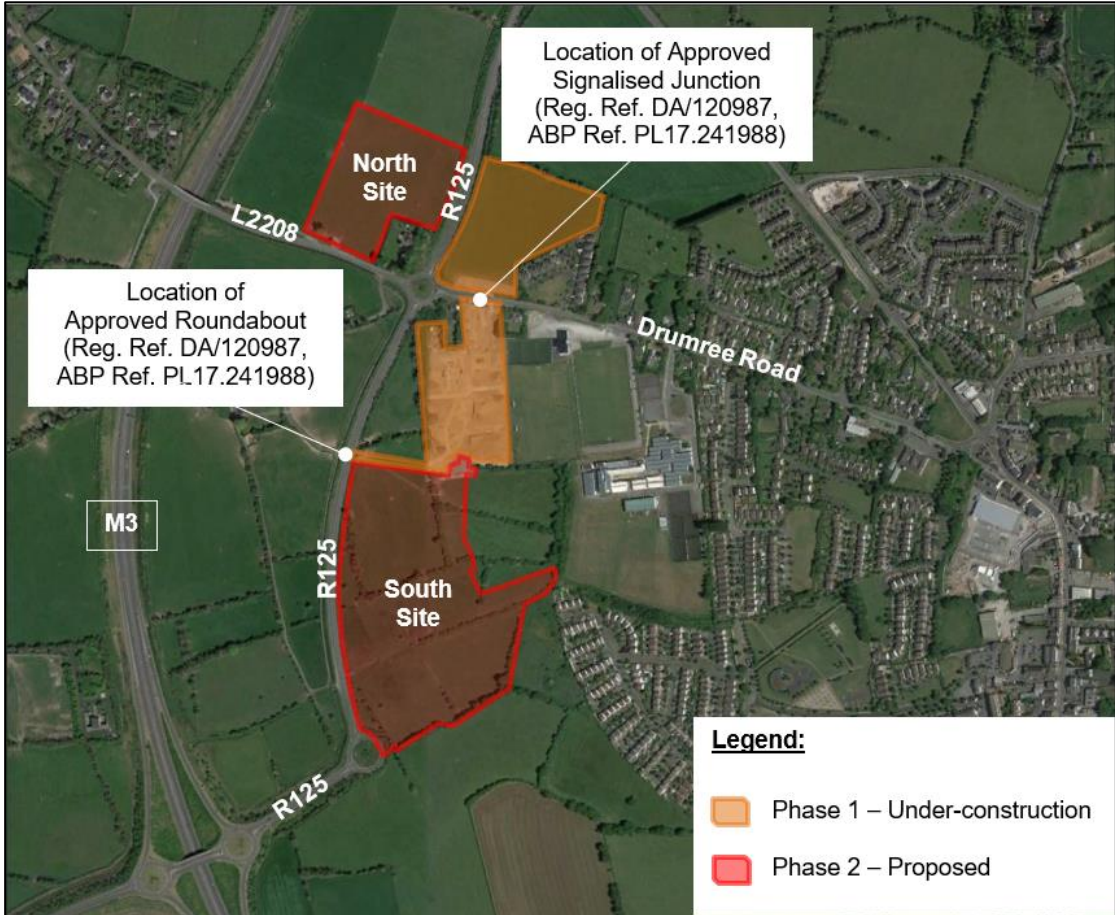 Location of Approved
Signalised Junction
(Reg. Ref. DA/120987,
ABP Ref. PL17.241988)
North
Site
R125
L2208
Location of
Approved Roundabout
(Reg. Ref. DA/120987,
ABP Ref. PL17.241988)
Drumree Road
M3
R125
South
Site
R125
Legend:
Phase 1 – Under-construction
Phase 2 – Proposed